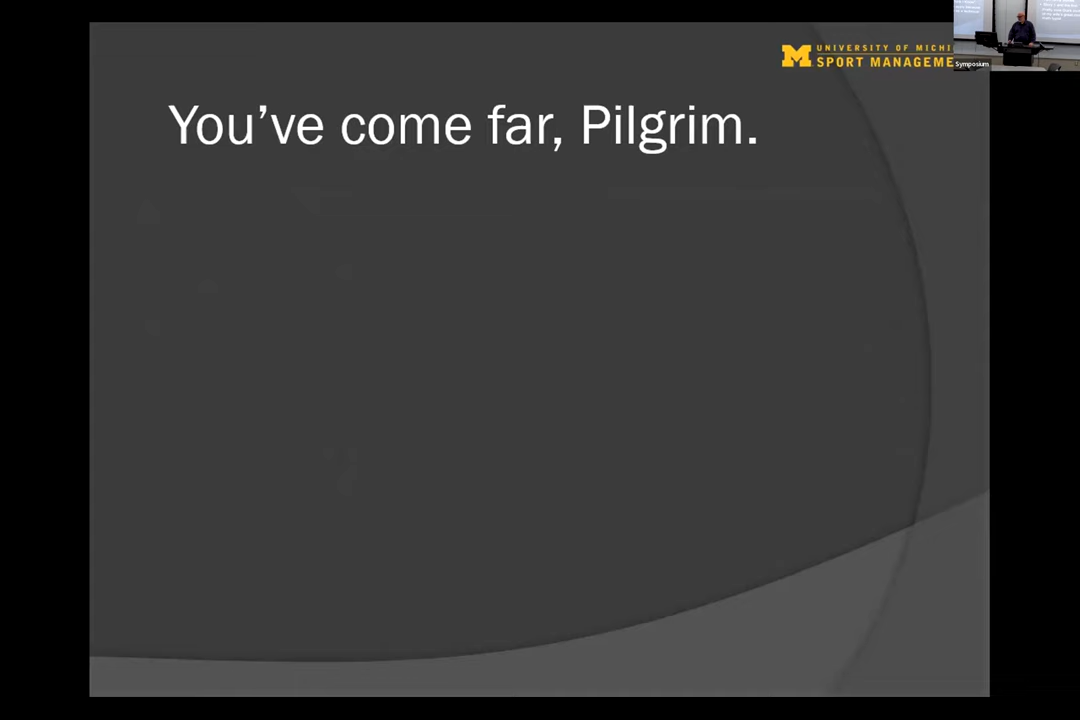 UNIVERSITY OF MICHI
SPORT MANAGEME
You've come far, Pilgrim.
Symposium